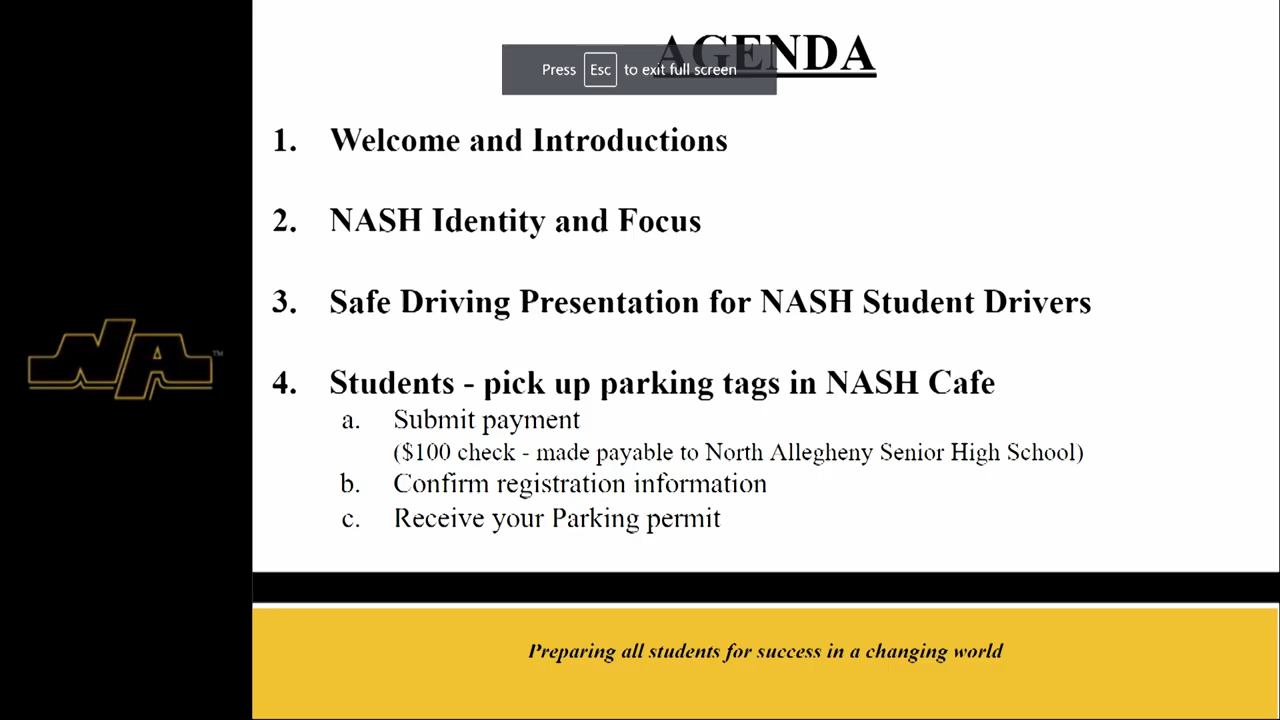 AGENDA
Press Esc to exit full screen
1. Welcome and Introductions
2. NASH Identity and Focus
3. Safe Driving Presentation for NASH Student Drivers
NA™
4. Students - pick up parking tags in NASH Cafe
a. Submit payment
($100 check - made payable to North Allegheny Senior High School)
b. Confirm registration information
c. Receive your Parking permit
Preparing all students for success in a changing world